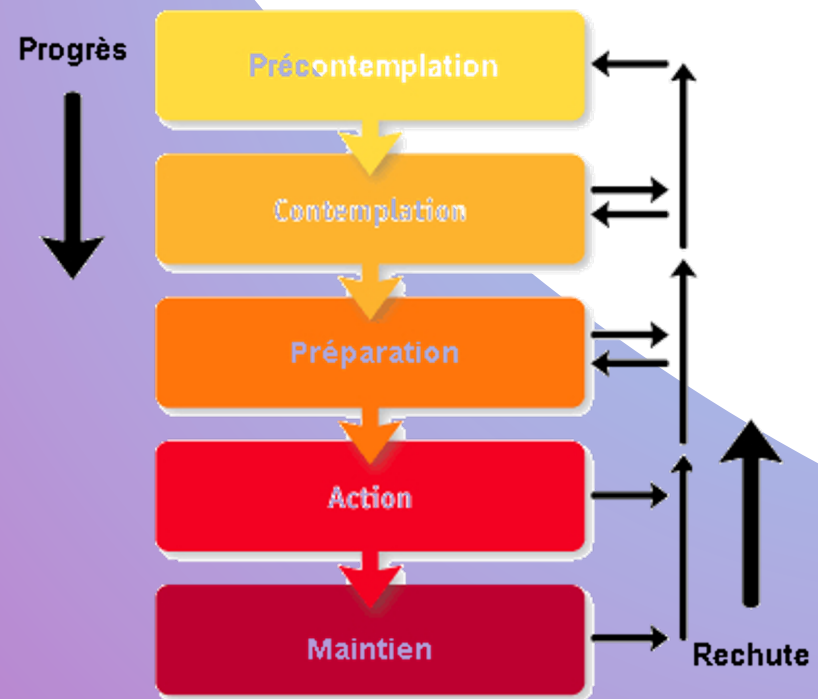 Progrès
Précontemplation
Contemplation
Préparation
Action
Maintien
Rechute